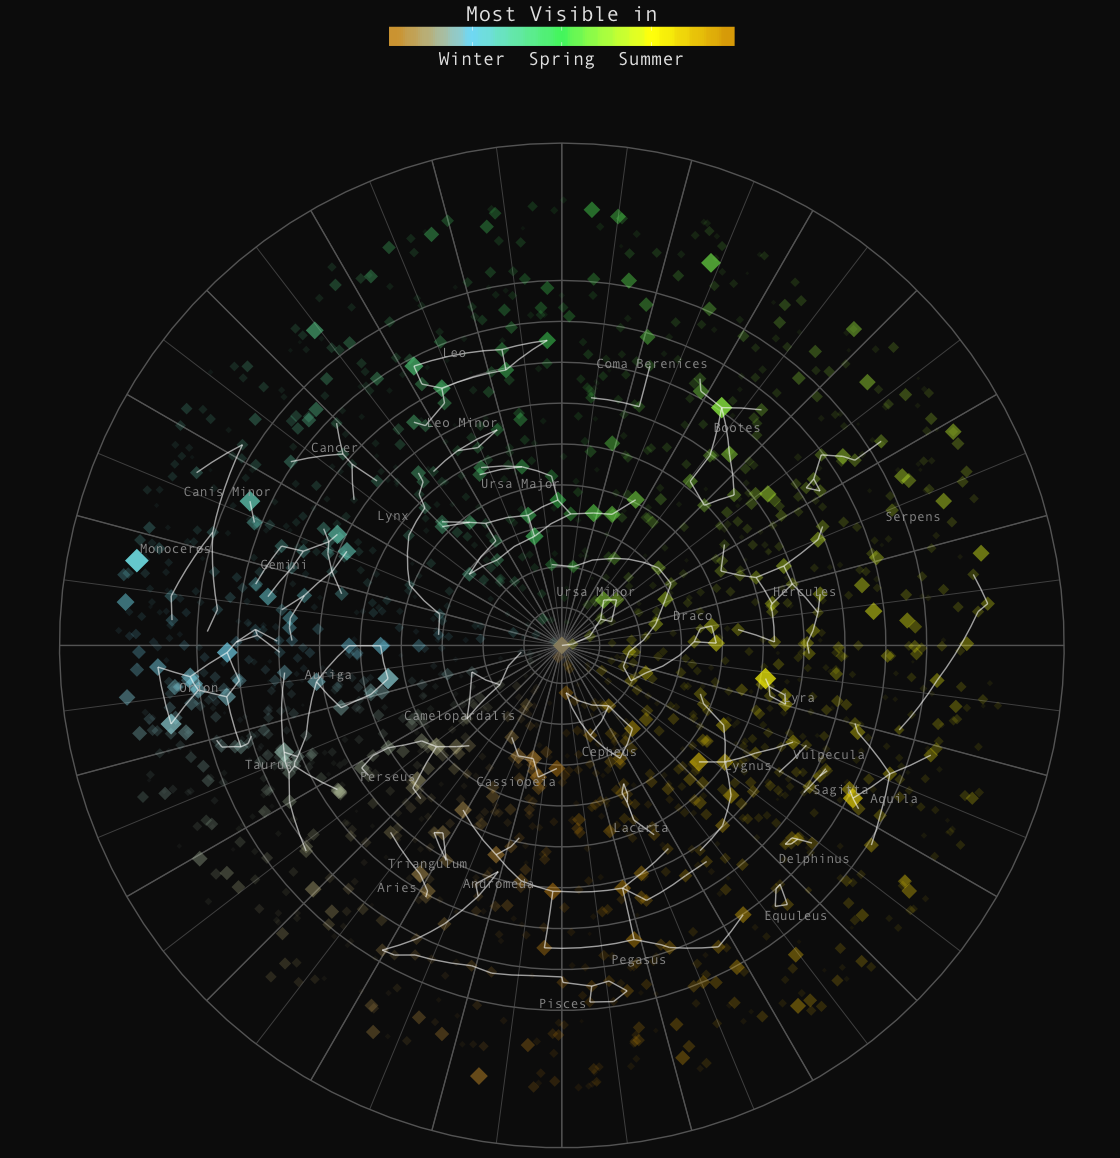 Most Visible in
Winter Spring Summer
Leo
Coma Berenices
Leo Minor
Bootes
Cancer
Ursa Major
Canis Minor
Lynx
Serpens
Monoceros
Gemini
Ursa Minor
Hercules
Draco
Auriga
Orion
Lyra
Camelopardalis
Cepheus
Vulpecula
Taurus
Cygnus
Perseus
Cassiopeia
Sagitta
Aquila
Lacerta
Delphinus
Triangulum
Andromeda
Aries
Equuleus
Pegasus
Pisces